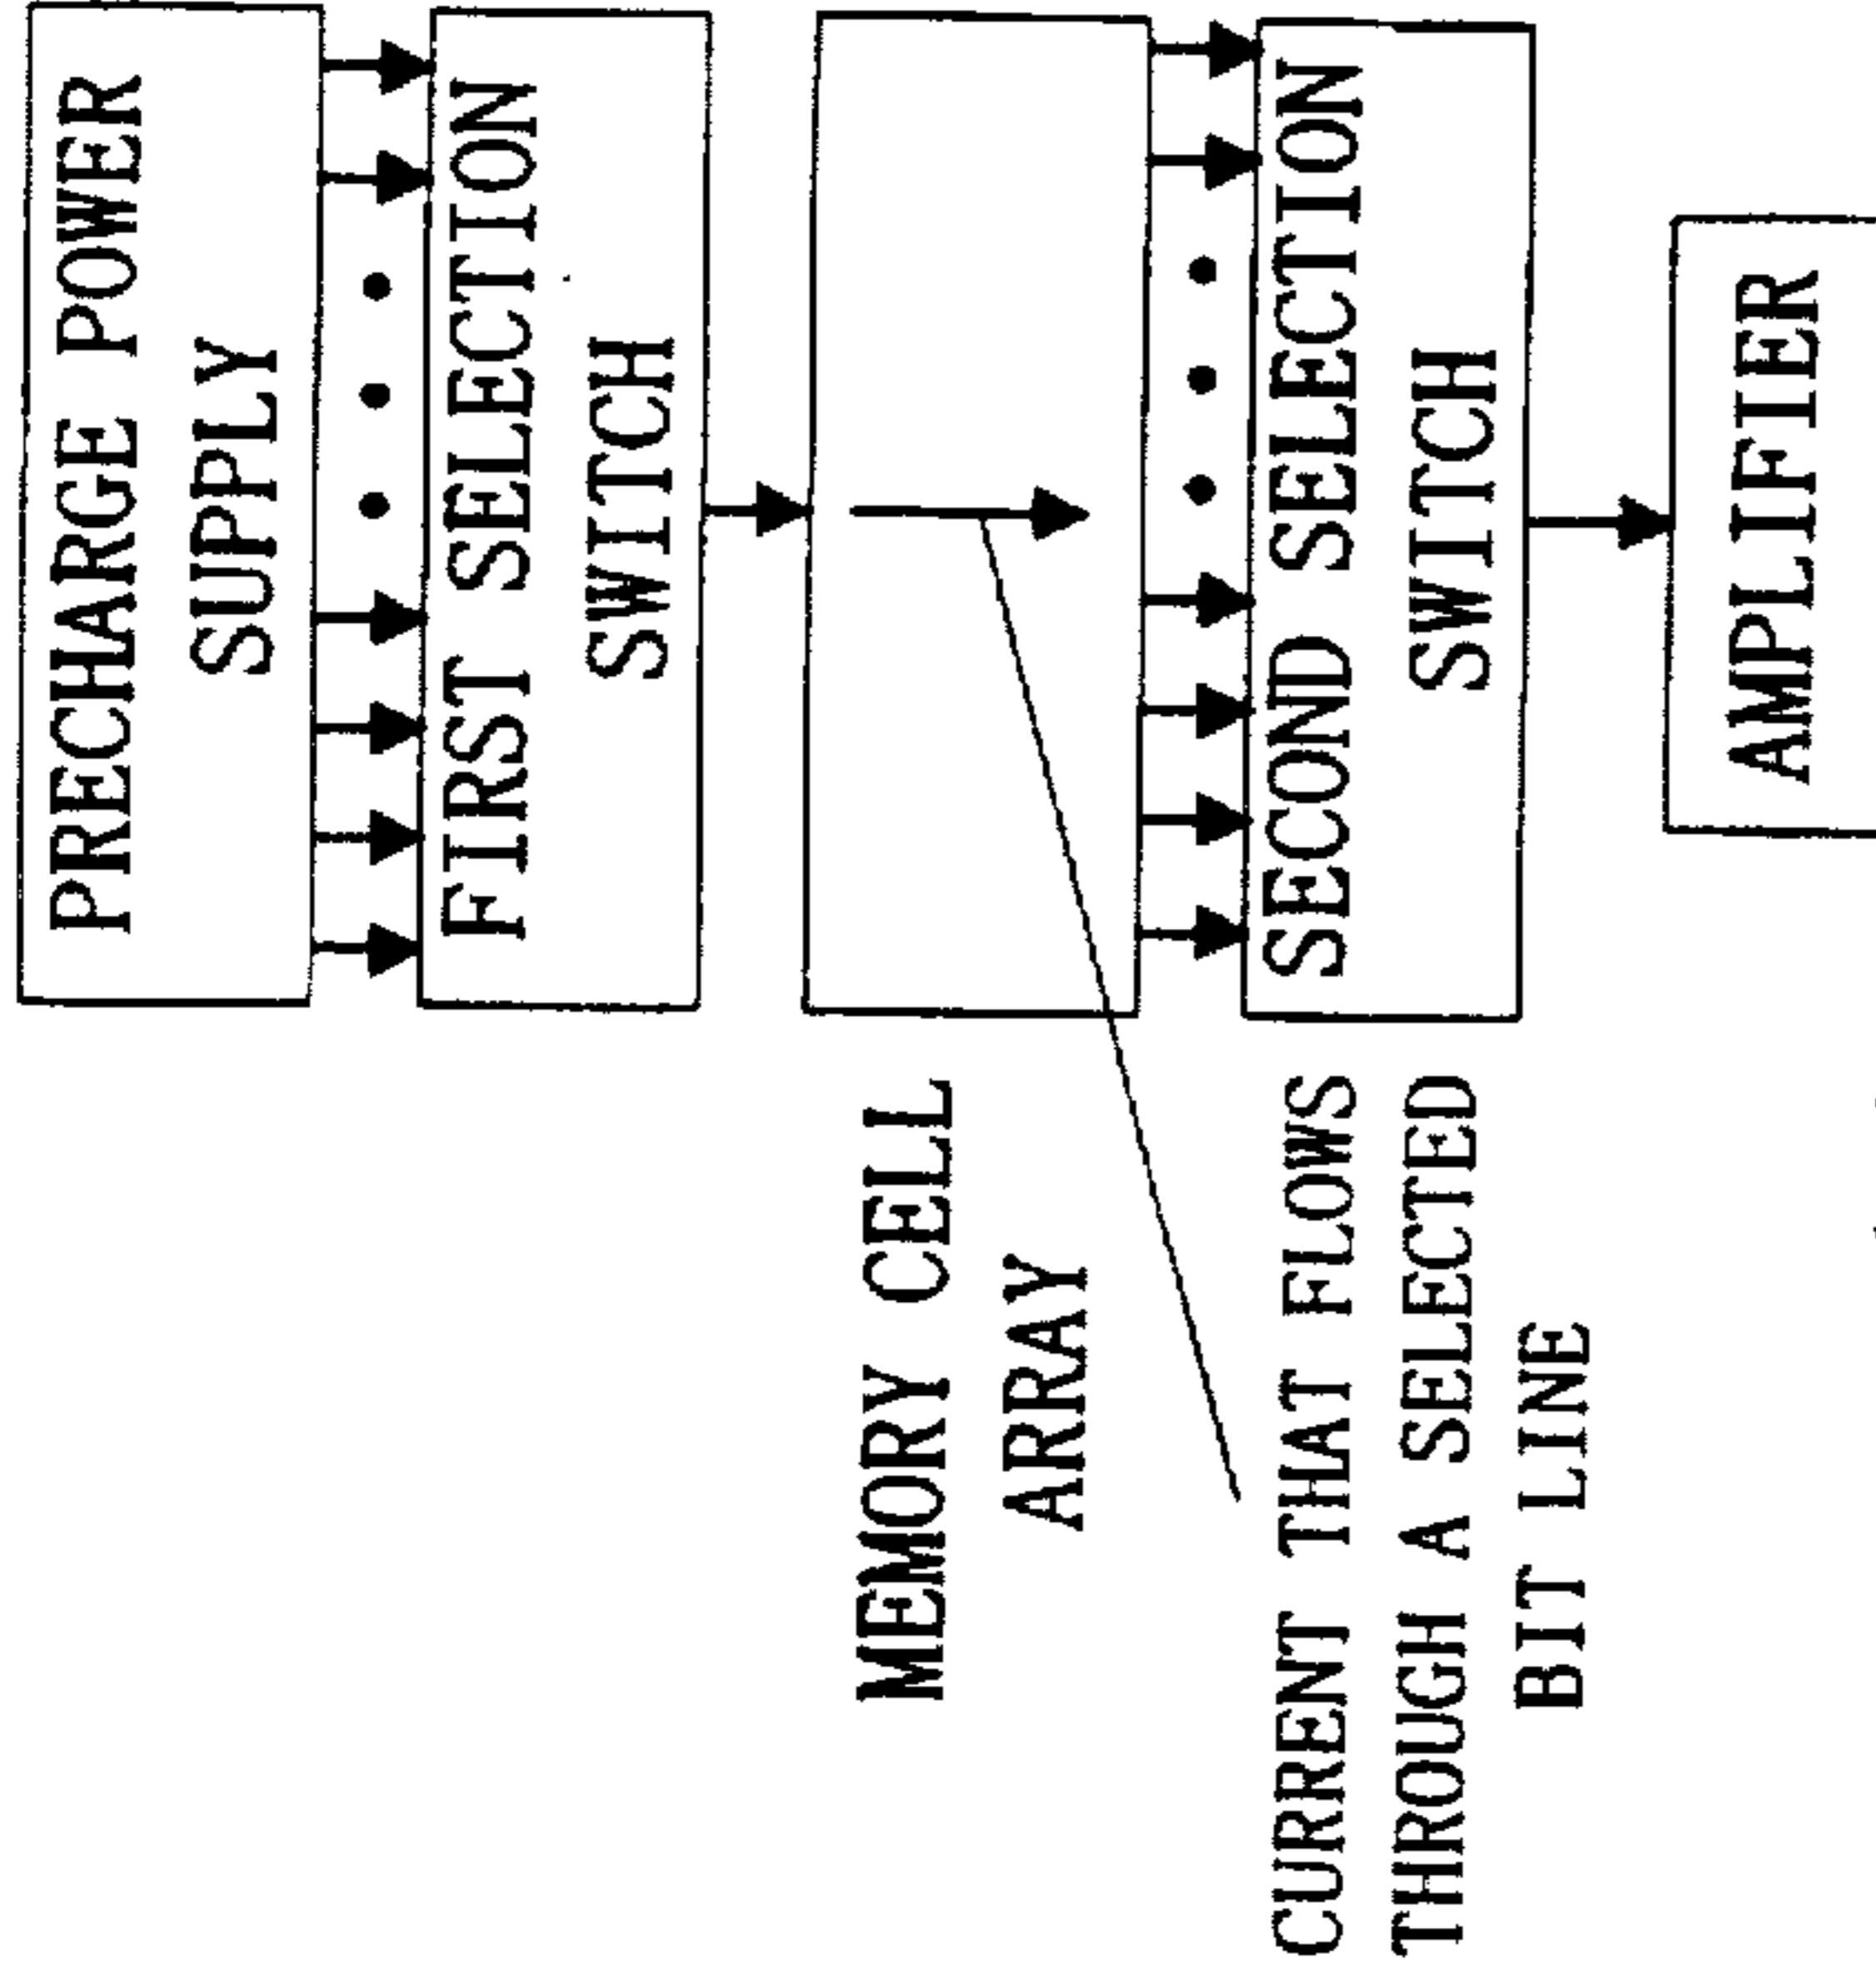 PRECHARGE POWER
SUPPLY
FIRST SELECTION
SWITCH
MEMORY CELL
ARRAY
SECOND SELECTION
SWITCH
CURRENT THAT FLOWS
THROUGH A SELECTED
BIT LINE
AMPLIFIER